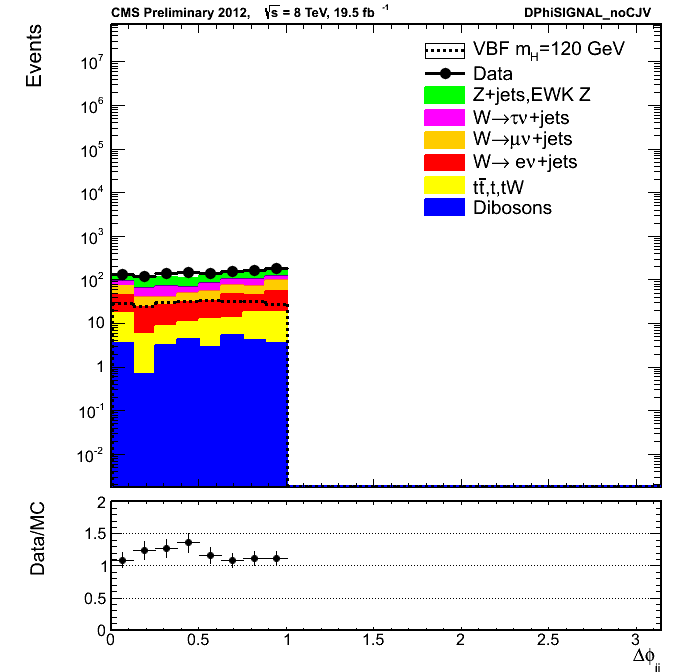 CMS Preliminary 2012, √s = 8 TeV, 19.5 fb⁻¹ DPhiSIGNAL_noCJV
Events
VBF m_H=120 GeV
Data
Z+jets,EWK Z
W→τν+jets
W→μν+jets
W→ eν+jets
tt̄,t,tW
Dibosons
10⁷
10⁶
10⁵
10⁴
10³
10²
10
1
10⁻¹
10⁻²
Data/MC
2
1.5
1
0.5
0
0 0.5 1 1.5 2 2.5 3
Δϕ_jj